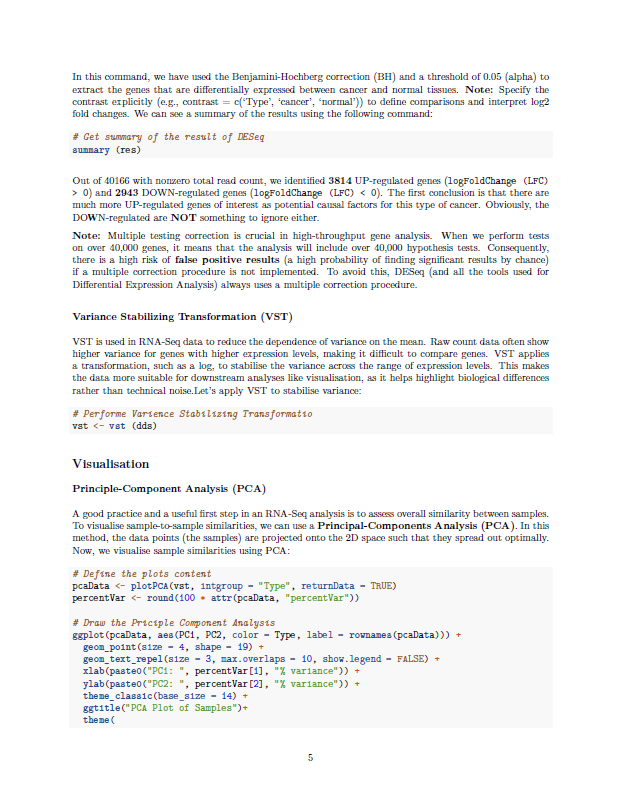 In this command, we have used the Benjamini-Hochberg correction (BH) and a threshold of 0.05 (alpha) to
extract the genes that are differentially expressed between cancer and normal tissues. Note: Specify the
contrast explicitly (e.g., contrast = c(‘Type’, ‘cancer’, ‘normal’)) to define comparisons and interpret log2
fold changes. We can see a summary of the results using the following command:
# Get summary of the result of DESeq
summary (res)
Out of 40166 with nonzero total read count, we identified 3814 UP-regulated genes (logFoldChange (LFC)
> 0) and 2943 DOWN-regulated genes (logFoldChange (LFC) < 0). The first conclusion is that there are
much more UP-regulated genes of interest as potential causal factors for this type of cancer. Obviously, the
DOWN-regulated are NOT something to ignore either.
Note: Multiple testing correction is crucial in high-throughput gene analysis. When we perform tests
on over 40,000 genes, it means that the analysis will include over 40,000 hypothesis tests. Consequently,
there is a high risk of false positive results (a high probability of finding significant results by chance)
if a multiple correction procedure is not implemented. To avoid this, DESeq (and all the tools used for
Differential Expression Analysis) always uses a multiple correction procedure.
Variance Stabilizing Transformation (VST)
VST is used in RNA-Seq data to reduce the dependence of variance on the mean. Raw count data often show
higher variance for genes with higher expression levels, making it difficult to compare genes. VST applies
a transformation, such as a log, to stabilise the variance across the range of expression levels. This makes
the data more suitable for downstream analyses like visualisation, as it helps highlight biological differences
rather than technical noise.Let’s apply VST to stabilise variance:
# Performe Varience Stabilizing Transformatio
vst <- vst (dds)
Visualisation
Principle-Component Analysis (PCA)
A good practice and a useful first step in an RNA-Seq analysis is to assess overall similarity between samples.
To visualise sample-to-sample similarities, we can use a Principal-Components Analysis (PCA). In this
method, the data points (the samples) are projected onto the 2D space such that they spread out optimally.
Now, we visualise sample similarities using PCA:
# Define the plots content
pcaData <- plotPCA(vst, intgroup = "Type", returnData = TRUE)
percentVar <- round(100 * attr(pcaData, "percentVar"))
# Draw the Priciple Component Analysis
ggplot(pcaData, aes(PC1, PC2, color = Type, label = rownames(pcaData))) +
geom_point(size = 4, shape = 19) +
geom_text_repel(size = 3, max.overlaps = 10, show.legend = FALSE) +
xlab(paste0("PC1: ", percentVar[1], "% variance")) +
ylab(paste0("PC2: ", percentVar[2], "% variance")) +
theme_classic(base_size = 14) +
ggtitle("PCA Plot of Samples")+
theme(
5